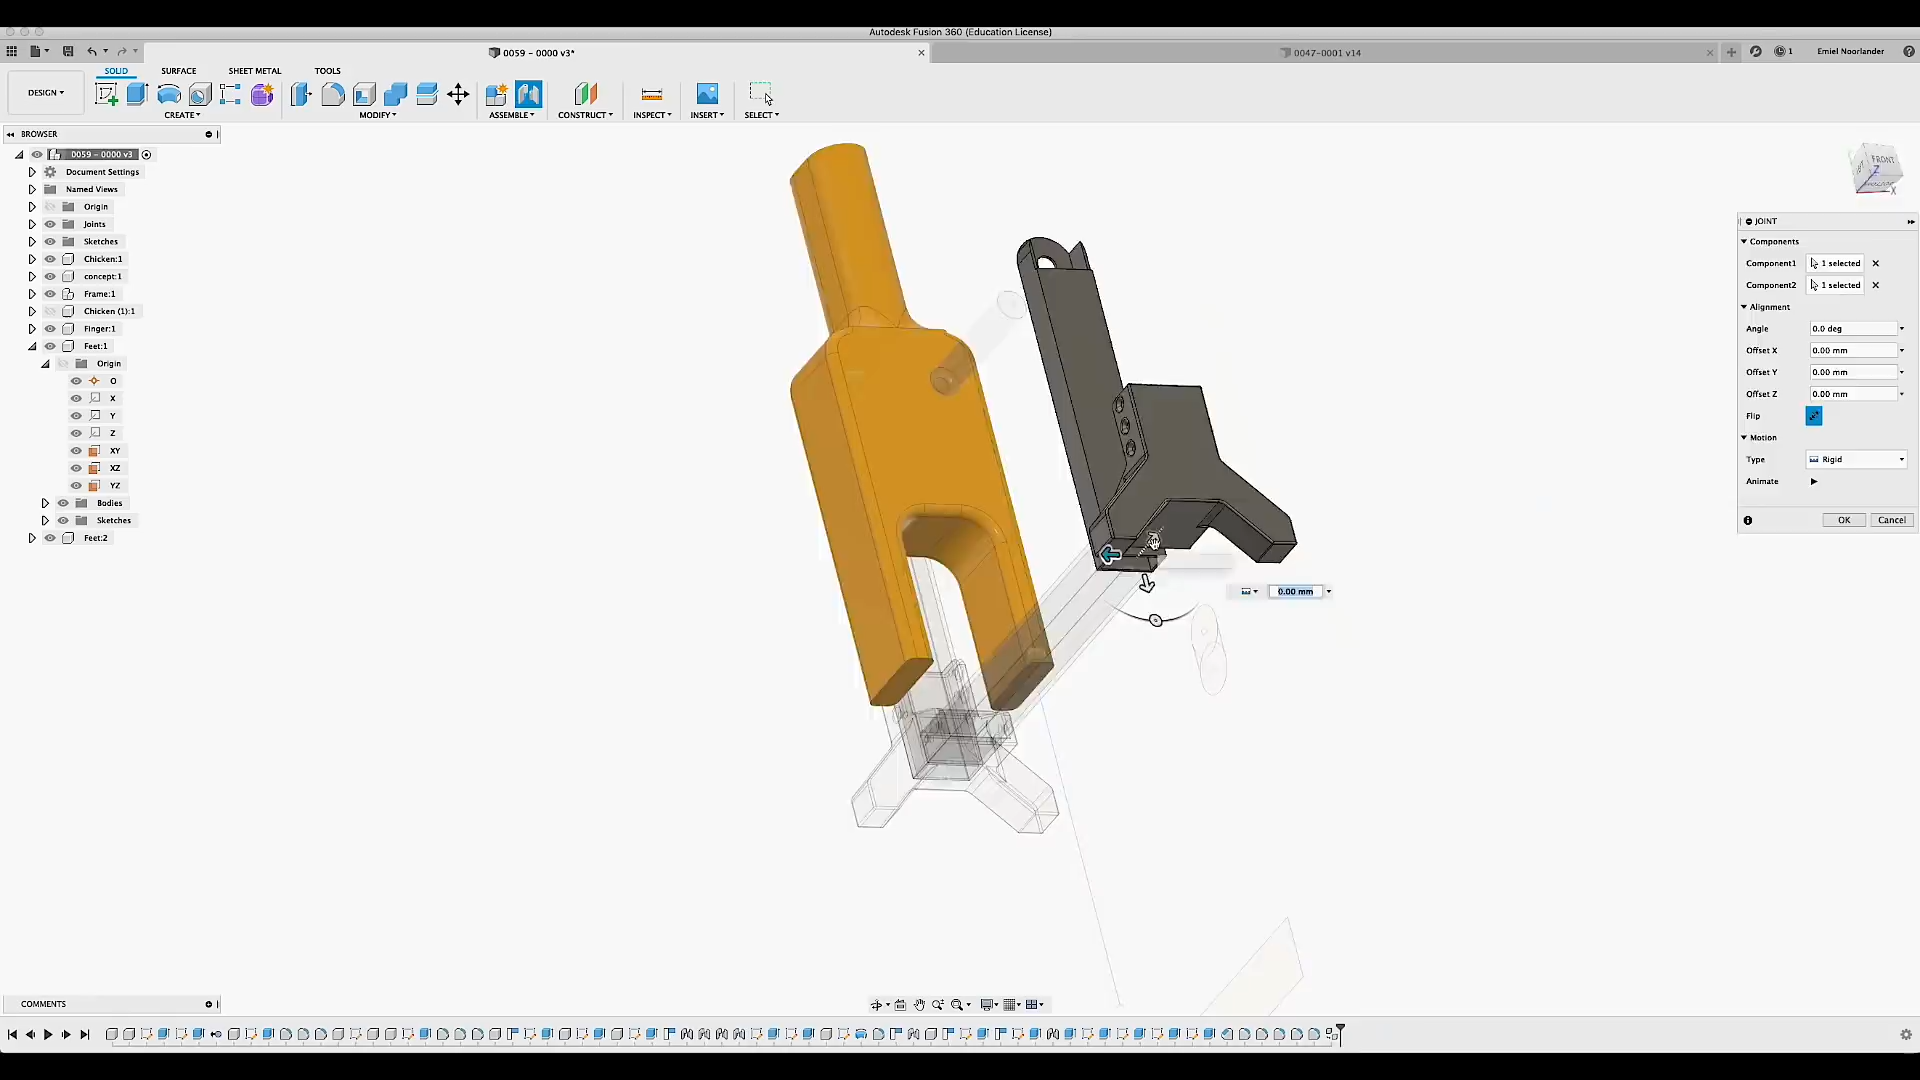 Autodesk Fusion 360 (Education License)
0059 - 0000 v3*
0047-0001 v14
1
Emiel Noorlander
SOLID
SURFACE
SHEET METAL
TOOLS
DESIGN
CREATE
MODIFY
ASSEMBLE
CONSTRUCT
INSPECT
INSERT
SELECT
BROWSER
0059 - 0000 v3
Document Settings
Named Views
Origin
Joints
Sketches
Chicken:1
concept:1
Frame:1
Chicken (1):1
Finger:1
Feet:1
Origin
O
X
Y
Z
XY
XZ
YZ
Bodies
Sketches
Feet:2
FRONT
Z
X
JOINT
Components
Component1
1 selected
Component2
1 selected
Alignment
Angle
0.0 deg
Offset X
0.00 mm
Offset Y
0.00 mm
Offset Z
0.00 mm
Flip
Motion
Type
Rigid
Animate
OK
Cancel
0.00 mm
COMMENTS